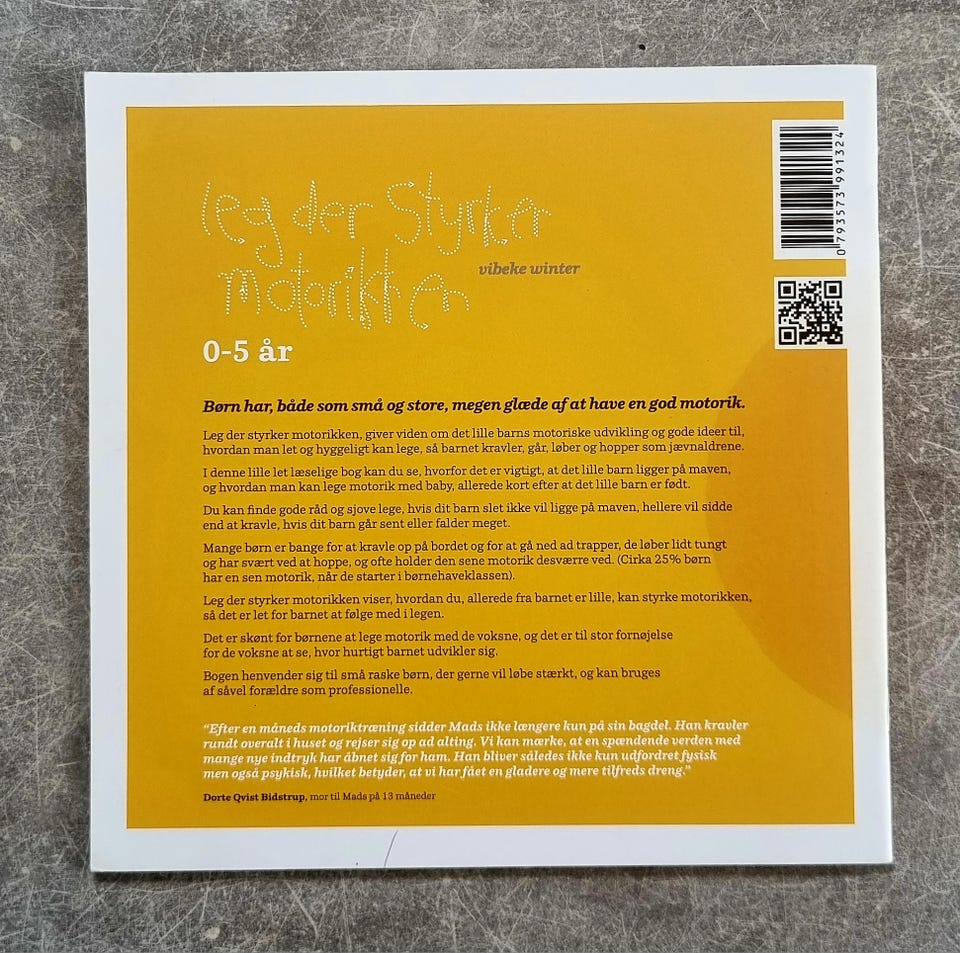 leg der Styrker
motorikken
vibeke winter
0-5 år
Børn har, både som små og store, megen glæde af at have en god motorik.
Leg der styrker motorikken, giver viden om det lille barns motoriske udvikling og gode ideer til,
hvordan man let og hyggeligt kan lege, så barnet kravler, går, løber og hopper som jævnaldrene.
I denne lille let læselige bog kan du se, hvorfor det er vigtigt, at det lille barn ligger på maven,
og hvordan man kan lege motorik med baby, allerede kort efter at det lille barn er født.
Du kan finde gode råd og sjove lege, hvis dit barn slet ikke vil ligge på maven, hellere vil sidde
end at kravle, hvis dit barn går sent eller falder meget.
Mange børn er bange for at kravle op på bordet og for at gå ned ad trapper, de løber lidt tungt
og har svært ved at hoppe, og ofte holder den sene motorik desværre ved. (Cirka 25% børn
har en sen motorik, når de starter i børnehaveklassen).
Leg der styrker motorikken viser, hvordan du, allerede fra barnet er lille, kan styrke motorikken,
så det er let for barnet at følge med i legen.
Det er skønt for børnene at lege motorik med de voksne, og det er til stor fornøjelse
for de voksne at se, hvor hurtigt barnet udvikler sig.
Bogen henvender sig til små raske børn, der gerne vil løbe stærkt, og kan bruges
af såvel forældre som professionelle.
"Efter en måneds motoriktræning sidder Mads ikke længere kun på sin bagdel. Han kravler
rundt overalt i huset og rejser sig op ad alting. Vi kan mærke, at en spændende verden med
mange nye indtryk har åbnet sig for ham. Han bliver således ikke kun udfordret fysisk
men også psykisk, hvilket betyder, at vi har fået en gladere og mere tilfreds dreng."
Dorte Qvist Bidstrup, mor til Mads på 13 måneder
0 793573 991324